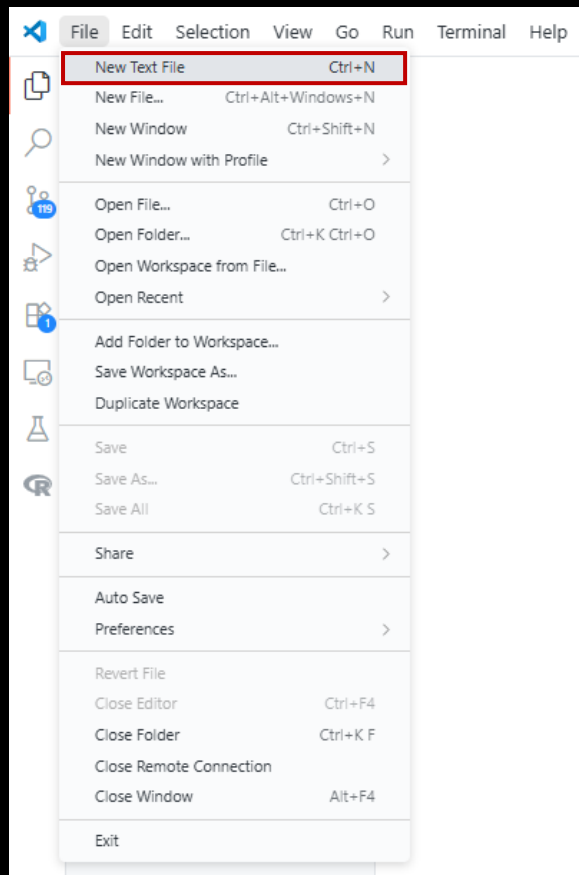 File Edit Selection View Go Run Terminal Help
New Text File Ctrl+N
New File... Ctrl+Alt+Windows+N
New Window Ctrl+Shift+N
New Window with Profile
119
Open File... Ctrl+O
Open Folder... Ctrl+K Ctrl+O
Open Workspace from File...
Open Recent
1
Add Folder to Workspace...
Save Workspace As...
Duplicate Workspace
Save Ctrl+S
Save As... Ctrl+Shift+S
R
Save All Ctrl+K S
Share
Auto Save
Preferences
Revert File
Close Editor Ctrl+F4
Close Folder Ctrl+K F
Close Remote Connection
Close Window Alt+F4
Exit